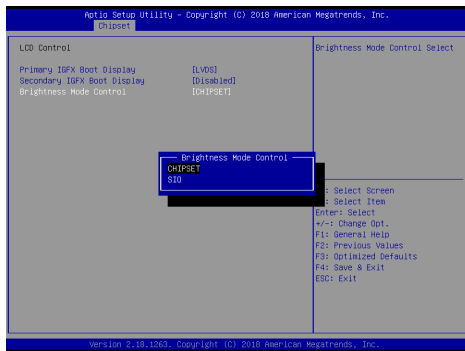 Aptio Setup Utility – Copyright (C) 2018 American Megatrends, Inc.
Chipset
LCD Control
Primary IGFX Boot Display [LVDS]
Secondary IGFX Boot Display [Disabled]
Brightness Mode Control [CHIPSET]
Brightness Mode Control Select
Brightness Mode Control
CHIPSET
SIO
: Select Screen
: Select Item
Enter: Select
+/-: Change Opt.
F1: General Help
F2: Previous Values
F3: Optimized Defaults
F4: Save & Exit
ESC: Exit
Version 2.18.1263. Copyright (C) 2018 American Megatrends, Inc.